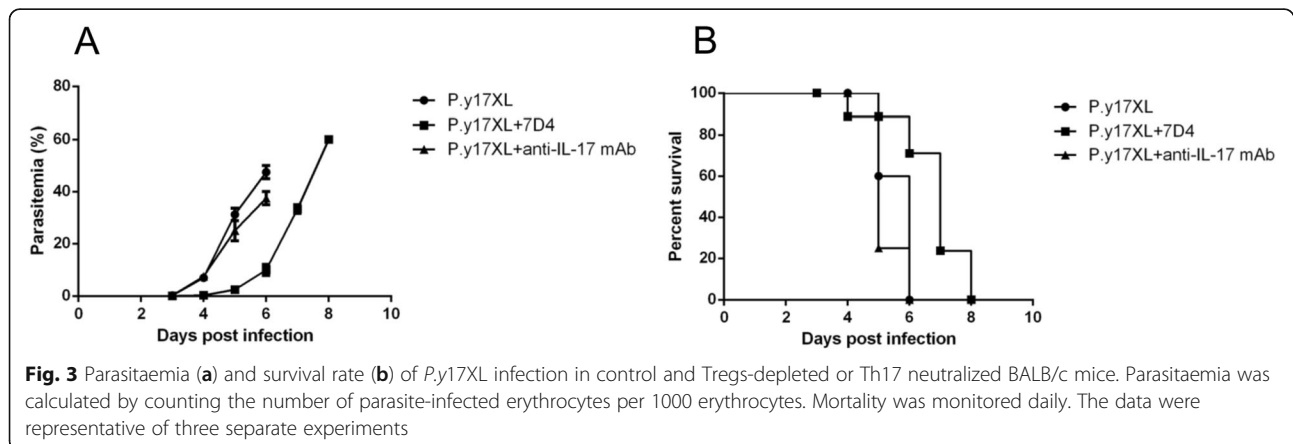 A
Parasitemia (%)
80
60
40
20
0
0 2 4 6 8 10
Days post infection
P.y17XL
P.y17XL+7D4
P.y17XL+anti-IL-17 mAb
B
Percent survival
100
80
60
40
20
0
0 2 4 6 8 10
Days post infection
P.y17XL
P.y17XL+7D4
P.y17XL+anti-IL-17 mAb
Fig. 3 Parasitaemia (a) and survival rate (b) of P.y17XL infection in control and Tregs-depleted or Th17 neutralized BALB/c mice. Parasitaemia was
calculated by counting the number of parasite-infected erythrocytes per 1000 erythrocytes. Mortality was monitored daily. The data were
representative of three separate experiments